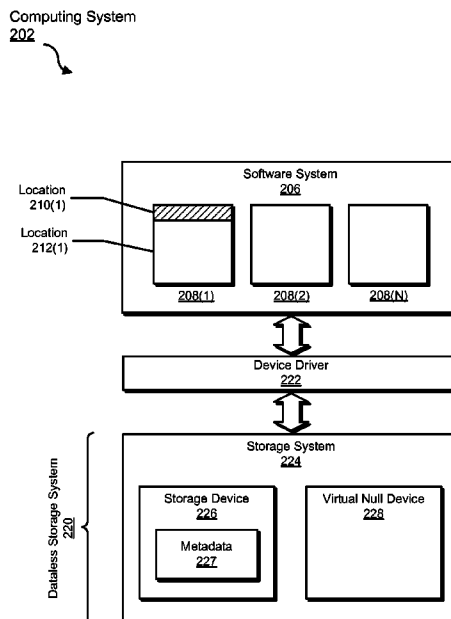 Computing System
202
Software System
206
Location
210(1)
Location
212(1)
208(1)
208(2)
208(N)
Device Driver
222
Storage System
224
Dataless Storage System
220
Storage Device
226
Metadata
227
Virtual Null Device
228